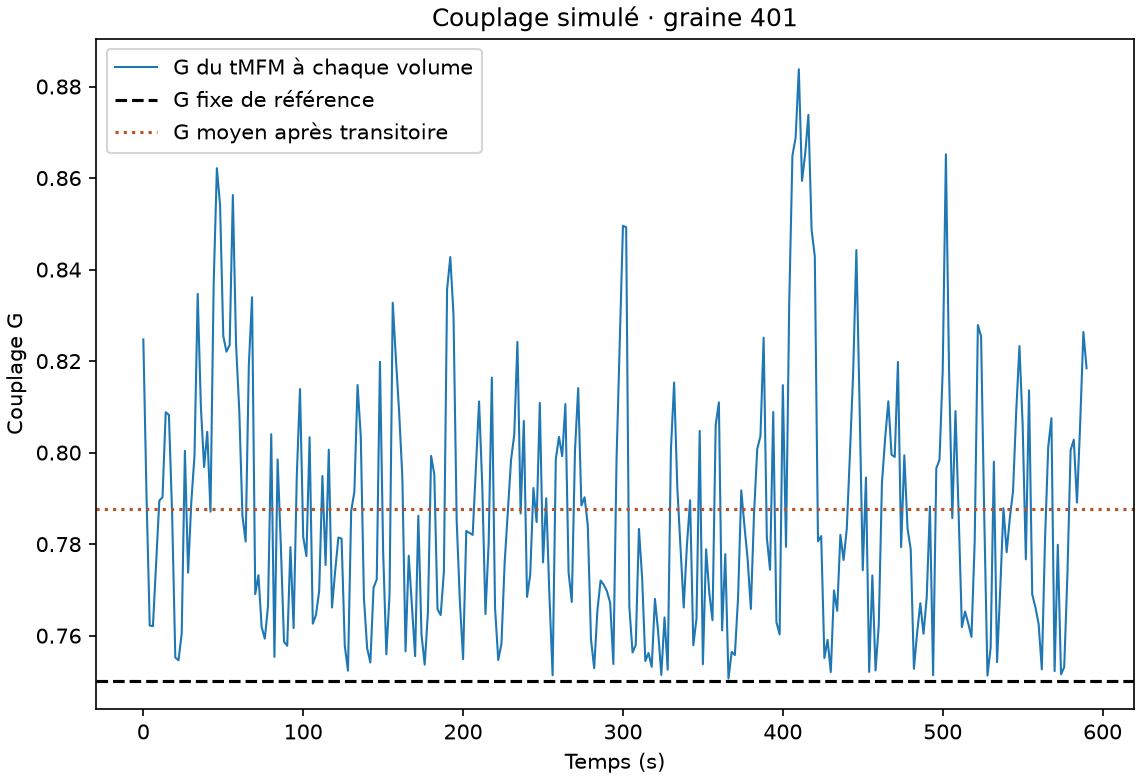 Couplage simulé · graine 401
G du tMFM à chaque volume
G fixe de référence
G moyen après transitoire
Couplage G
0.88
0.86
0.84
0.82
0.80
0.78
0.76
0 100 200 300 400 500 600
Temps (s)